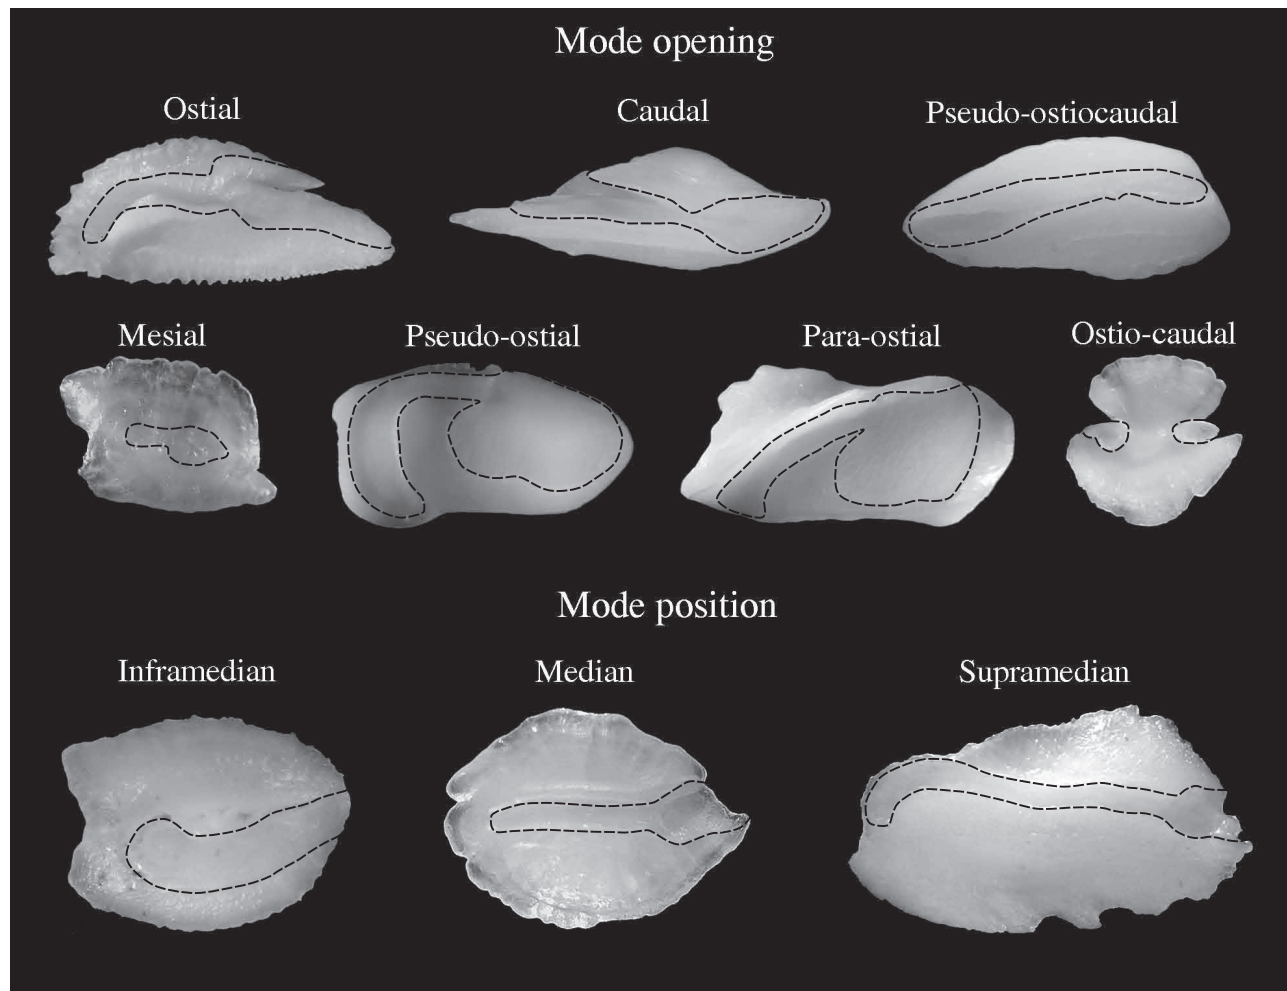 Mode opening
Ostial
Caudal
Pseudo-ostiocaudal
Mesial
Pseudo-ostial
Para-ostial
Ostio-caudal
Mode position
Inframedian
Median
Supramedian